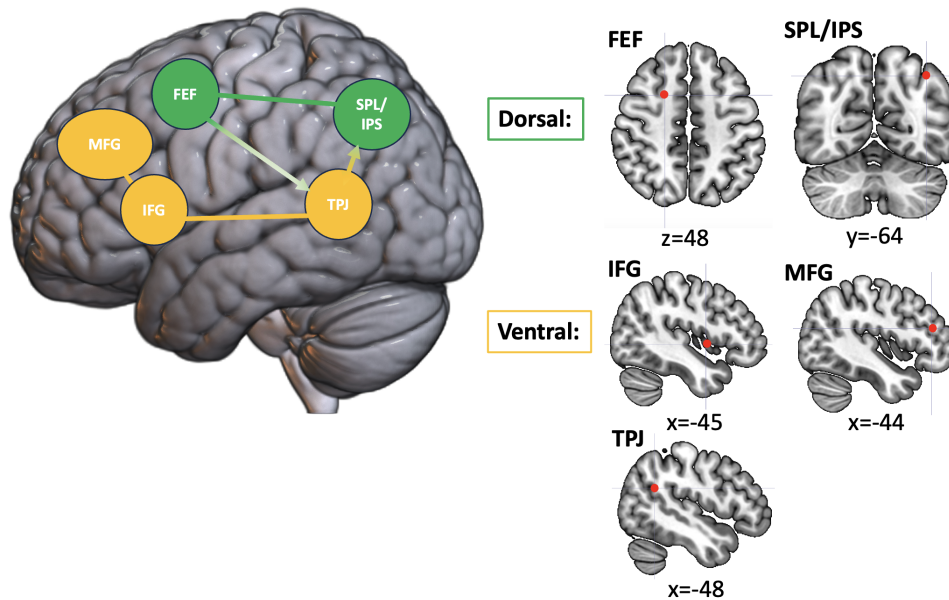 FEF
SPL/
IPS
MFG
IFG
TPJ
Dorsal:
Ventral:
FEF
z=48
SPL/IPS
y=-64
IFG
x=-45
MFG
x=-44
TPJ
x=-48